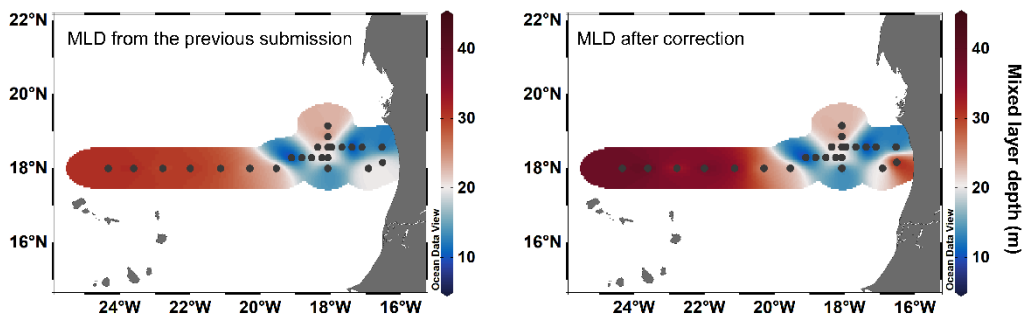 22°N
20°N
18°N
16°N
MLD from the previous submission
24°W 22°W 20°W 18°W 16°W
Ocean Data View
40
30
20
10
22°N
20°N
18°N
16°N
MLD after correction
24°W 22°W 20°W 18°W 16°W
Ocean Data View
40
30
20
10
Mixed layer depth (m)